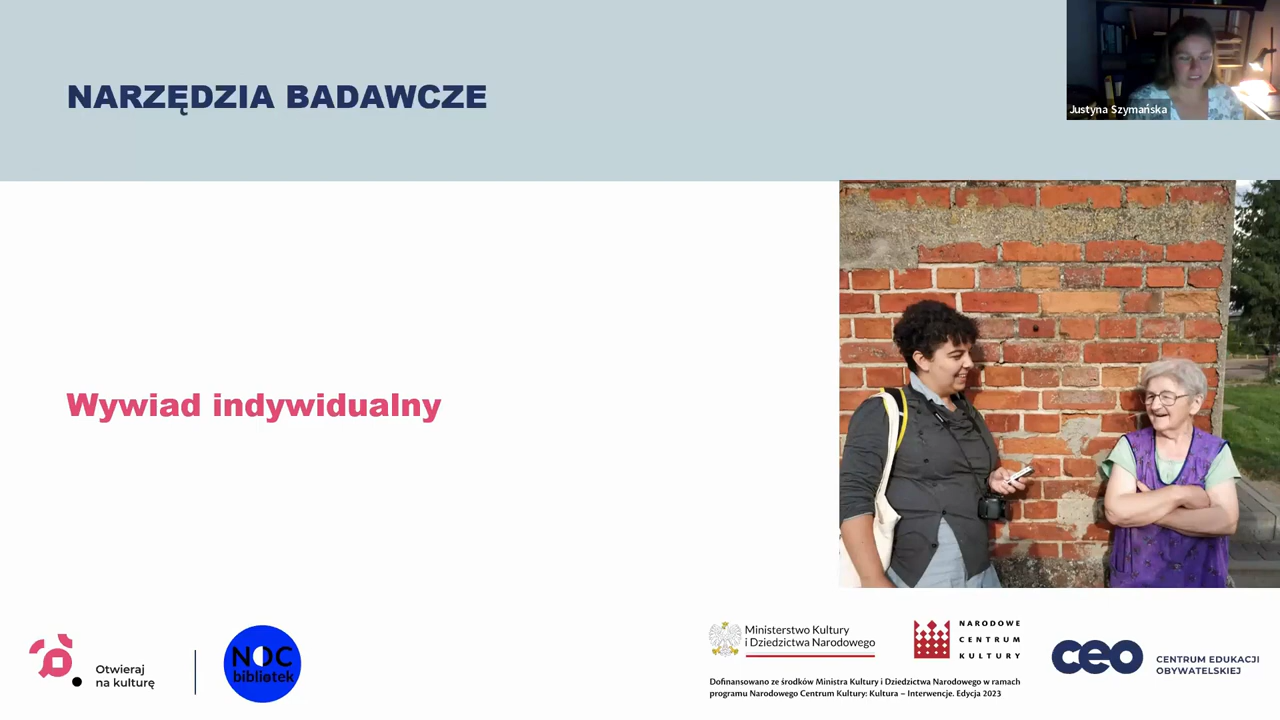 NARZĘDZIA BADAWCZE
Justyna Szymańska
Wywiad indywidualny
Otwieraj
na kulturę
NOC
bibliotek
Ministerstwo Kultury
i Dziedzictwa Narodowego
NARODOWE
CENTRUM
KULTURY
Dofinansowano ze środków Ministra Kultury i Dziedzictwa Narodowego w ramach
programu Narodowego Centrum Kultury: Kultura – Interwencje. Edycja 2023
ceo
CENTRUM EDUKACJI
OBYWATELSKIEJ